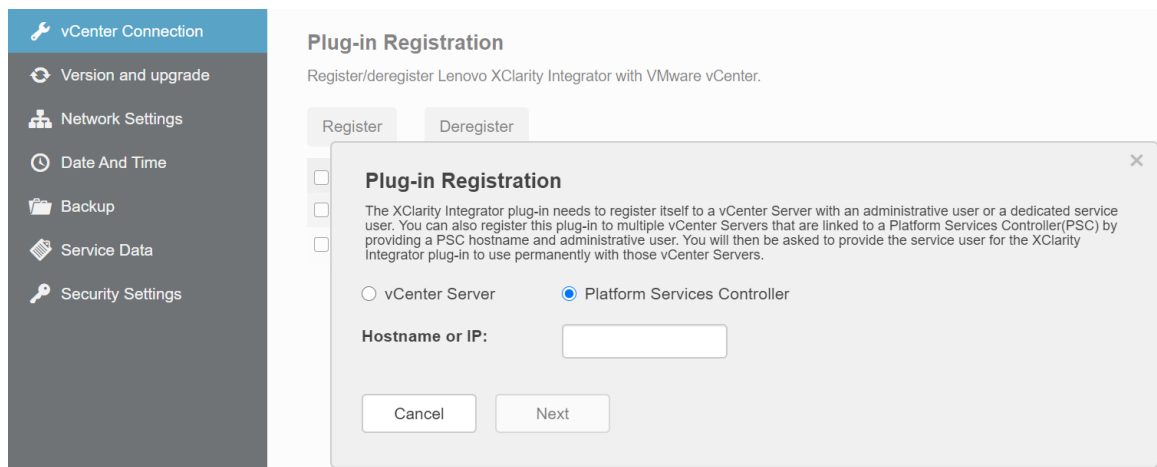 vCenter Connection
Version and upgrade
Network Settings
Date And Time
Backup
Service Data
Security Settings
Plug-in Registration
Register/deregister Lenovo XClarity Integrator with VMware vCenter.
Register
Deregister
Plug-in Registration
The XClarity Integrator plug-in needs to register itself to a vCenter Server with an administrative user or a dedicated service
user. You can also register this plug-in to multiple vCenter Servers that are linked to a Platform Services Controller(PSC) by
providing a PSC hostname and administrative user. You will then be asked to provide the service user for the XClarity
Integrator plug-in to use permanently with those vCenter Servers.
vCenter Server
Platform Services Controller
Hostname or IP:
Cancel
Next